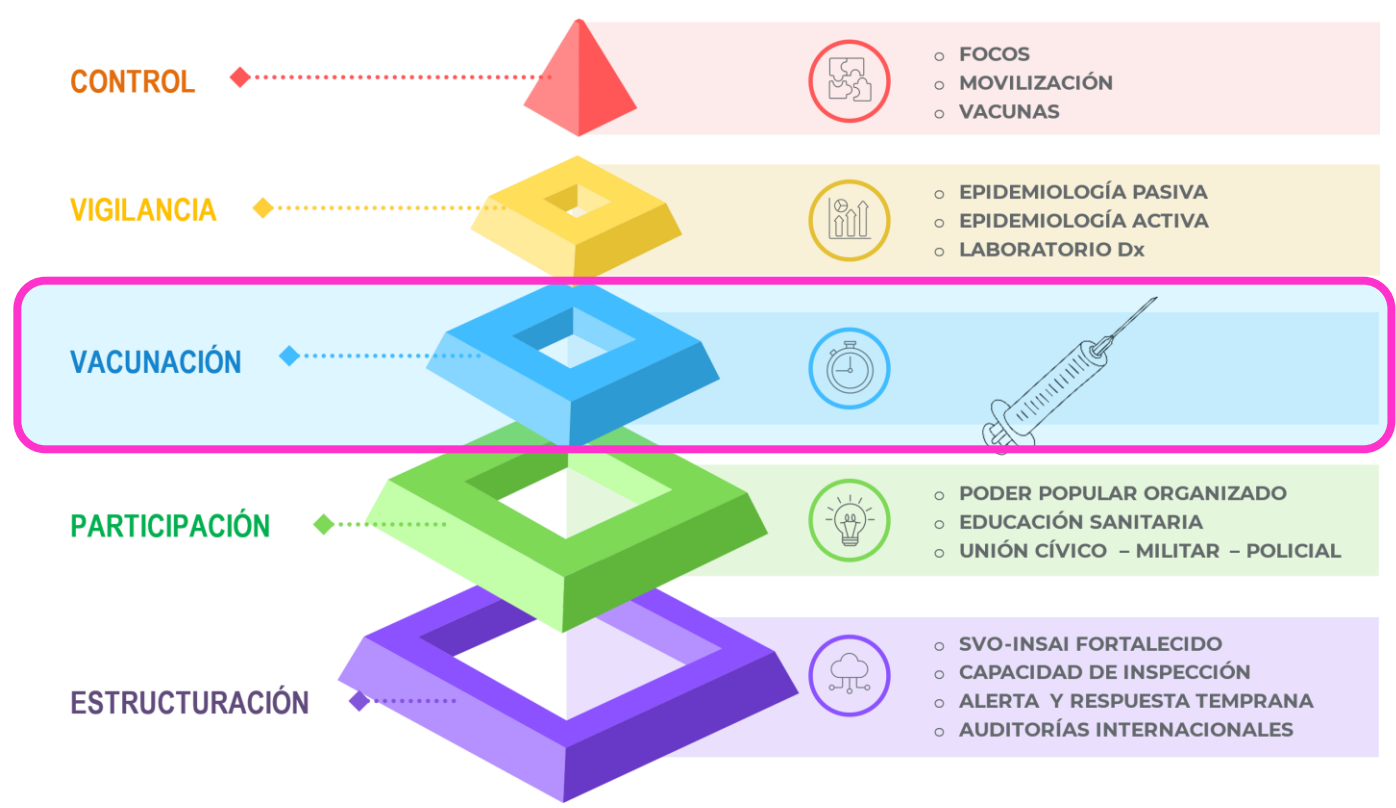 CONTROL
○ FOCOS
○ MOVILIZACIÓN
○ VACUNAS
VIGILANCIA
○ EPIDEMIOLOGÍA PASIVA
○ EPIDEMIOLOGÍA ACTIVA
○ LABORATORIO Dx
VACUNACIÓN
PARTICIPACIÓN
○ PODER POPULAR ORGANIZADO
○ EDUCACIÓN SANITARIA
○ UNIÓN CÍVICO – MILITAR – POLICIAL
ESTRUCTURACIÓN
○ SVO-INSAI FORTALECIDO
○ CAPACIDAD DE INSPECCIÓN
○ ALERTA Y RESPUESTA TEMPRANA
○ AUDITORÍAS INTERNACIONALES